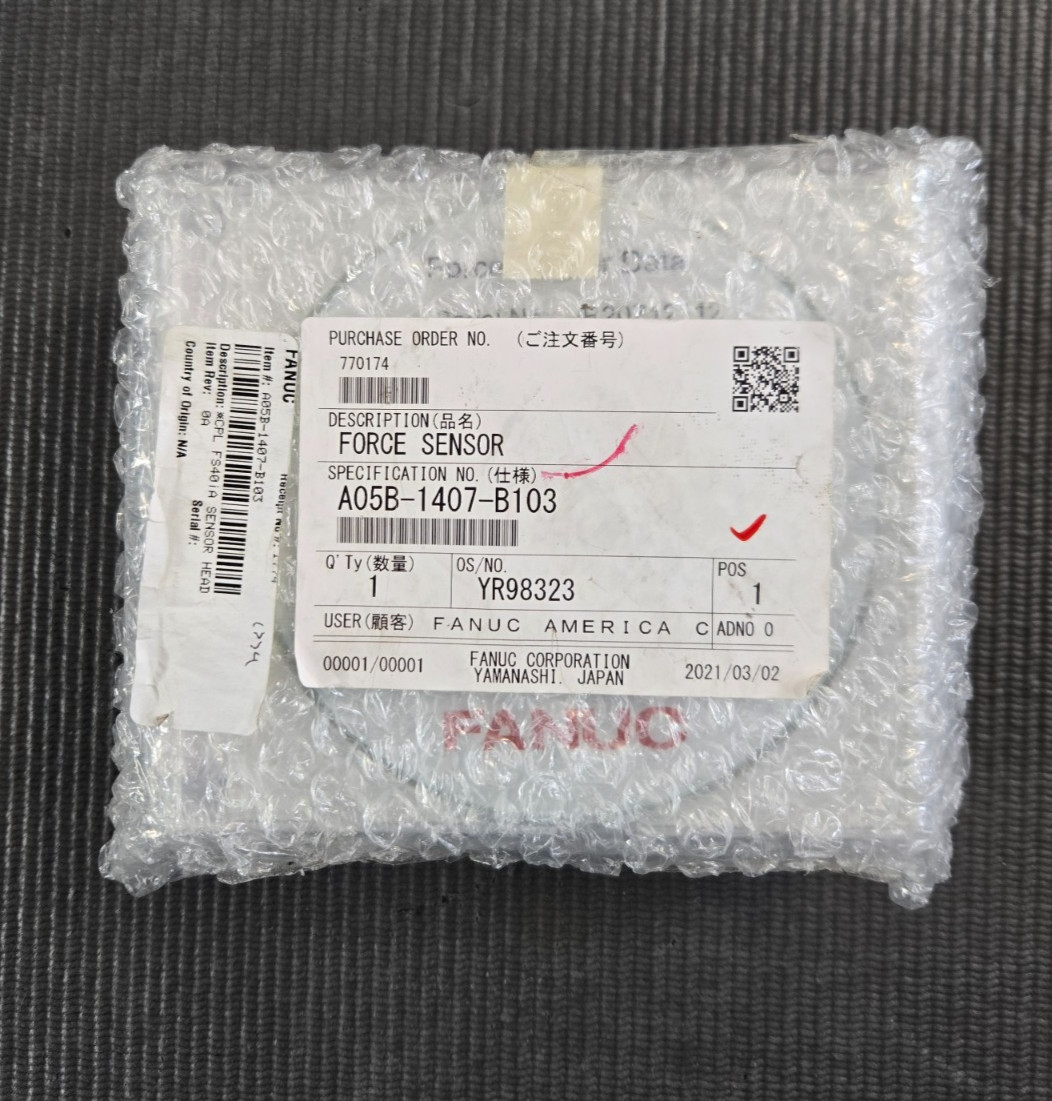 Data
PURCHASE ORDER NO. (ご注文番号)
770174
DESCRIPTION(品名)
FORCE SENSOR
SPECIFICATION NO.(仕様)
A05B-1407-B103
Q'Ty(数量)
1
OS/NO.
YR98323
POS
1
USER(顧客) FANUC AMERICA C
ADNO 0
00001/00001
FANUC CORPORATION
YAMANASHI. JAPAN
2021/03/02
FANUC
FANUC
Item #: A05B-1407-B103
Description: *CPL FS40iA SENSOR HEAD
Item Rev: 0A
Serial #:
Country of Origin: N/A